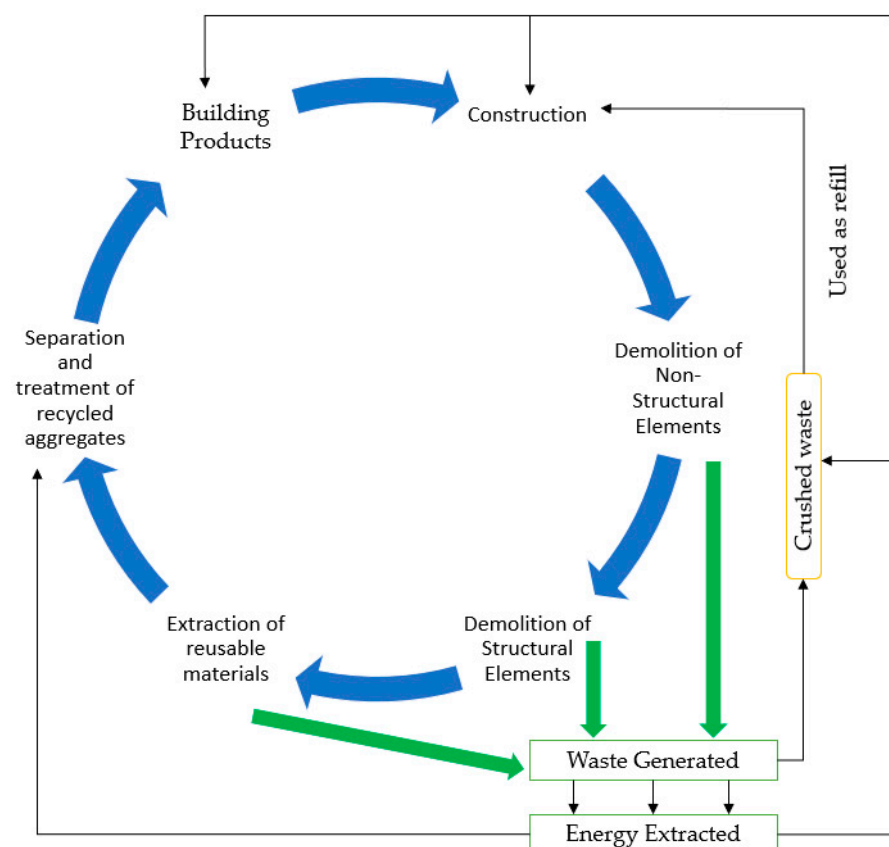 Building
Products
Construction
Used as refill
Separation
and
treatment of
recycled
aggregates
Demolition of
Non-
Structural
Elements
Crushed waste
Extraction of
reusable
materials
Demolition of
Structural
Elements
Waste Generated
Energy Extracted